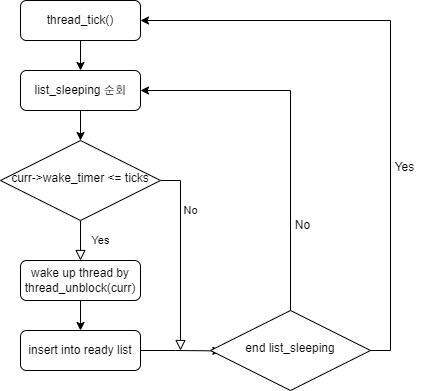 thread_tick()
list_sleeping 순회
curr->wake_timer <= ticks
No
Yes
wake up thread by
thread_unblock(curr)
insert into ready list
end list_sleeping
No
Yes